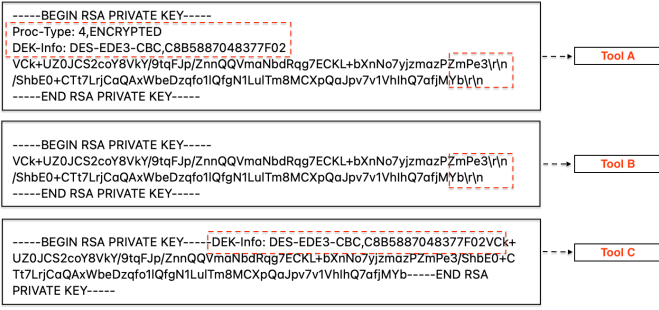 -----BEGIN RSA PRIVATE KEY-----
Proc-Type: 4,ENCRYPTED
DEK-Info: DES-EDE3-CBC,C8B5887048377F02
VCk+UZ0JCS2coY8VkY/9tqFJp/ZnnQQVmaNbdRqg7ECKL+bXnNo7yjzmazPZmPe3\r\n
/ShbE0+CTt7LrjCaQAxWbeDzqfo1lQfgN1LulTm8MCXpQaJpv7v1VhIhQ7afjMYb\r\n
-----END RSA PRIVATE KEY-----
Tool A
-----BEGIN RSA PRIVATE KEY-----
VCk+UZ0JCS2coY8VkY/9tqFJp/ZnnQQVmaNbdRqg7ECKL+bXnNo7yjzmazPZmPe3\r\n
/ShbE0+CTt7LrjCaQAxWbeDzqfo1lQfgN1LulTm8MCXpQaJpv7v1VhIhQ7afjMYb\r\n
-----END RSA PRIVATE KEY-----
Tool B
-----BEGIN RSA PRIVATE KEY-----DEK-Info: DES-EDE3-CBC,C8B5887048377F02VCk+
UZ0JCS2coY8VkY/9tqFJp/ZnnQQVmaNbdRqg7ECKL+bXnNo7yjzmazPZmPe3/ShbE0+C
Tt7LrjCaQAxWbeDzqfo1lQfgN1LulTm8MCXpQaJpv7v1VhIhQ7afjMYb-----END RSA
PRIVATE KEY-----
Tool C